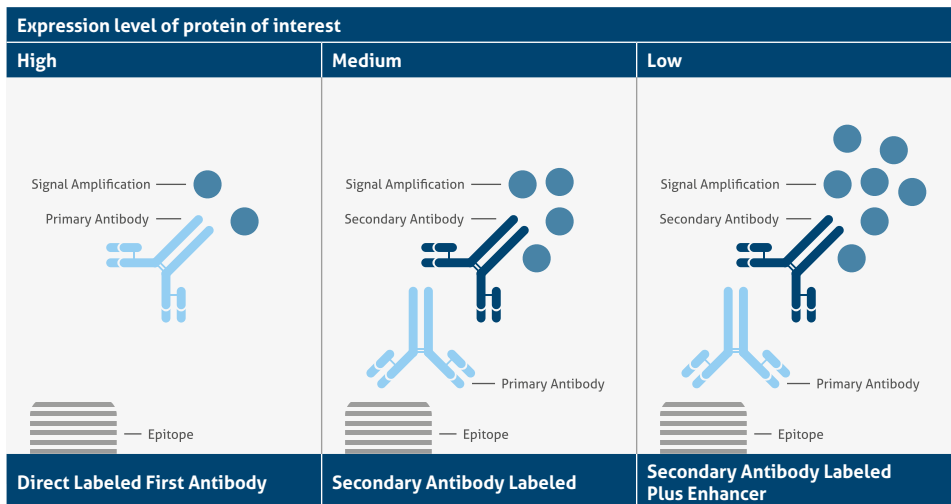 Expression level of protein of interest
High
Medium
Low
Signal Amplification
Primary Antibody
Epitope
Signal Amplification
Secondary Antibody
Primary Antibody
Epitope
Signal Amplification
Secondary Antibody
Primary Antibody
Epitope
Direct Labeled First Antibody
Secondary Antibody Labeled
Secondary Antibody Labeled
Plus Enhancer